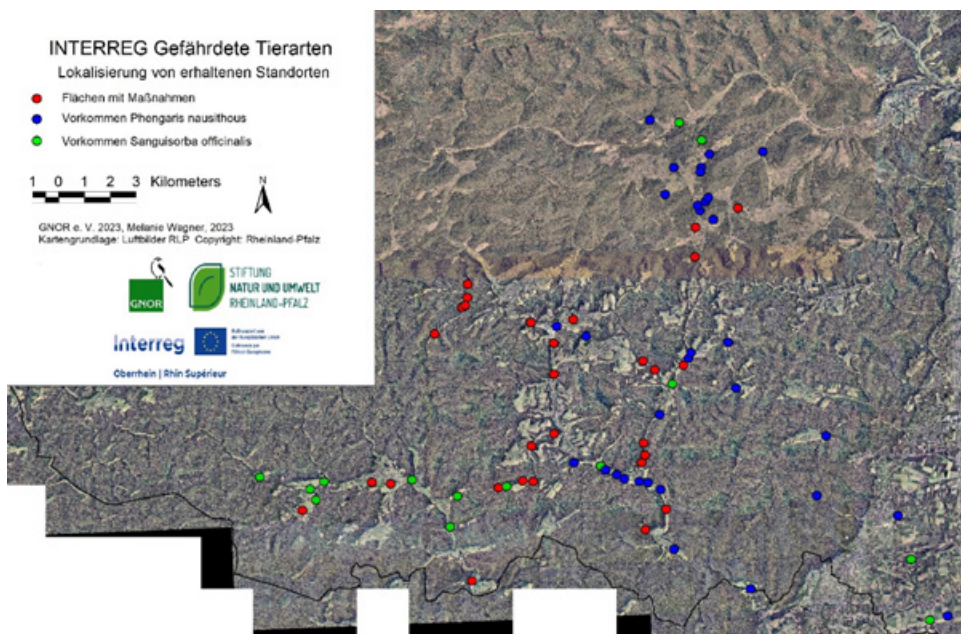 INTERREG Gefährdete Tierarten
Lokalisierung von erhaltenen Standorten
Flächen mit Maßnahmen
Vorkommen Phengaris nausithous
Vorkommen Sanguisorba officinalis
1 0 1 2 3 Kilometers
N
GNOR e. V. 2023, Melanie Wagner, 2023
Kartengrundlage: Luftbilder RLP Copyright: Rheinland-Pfalz
GNOR
STIFTUNG
NATUR UND UMWELT
RHEINLAND-PFALZ
Interreg
Oberrhein | Rhin Supérieur